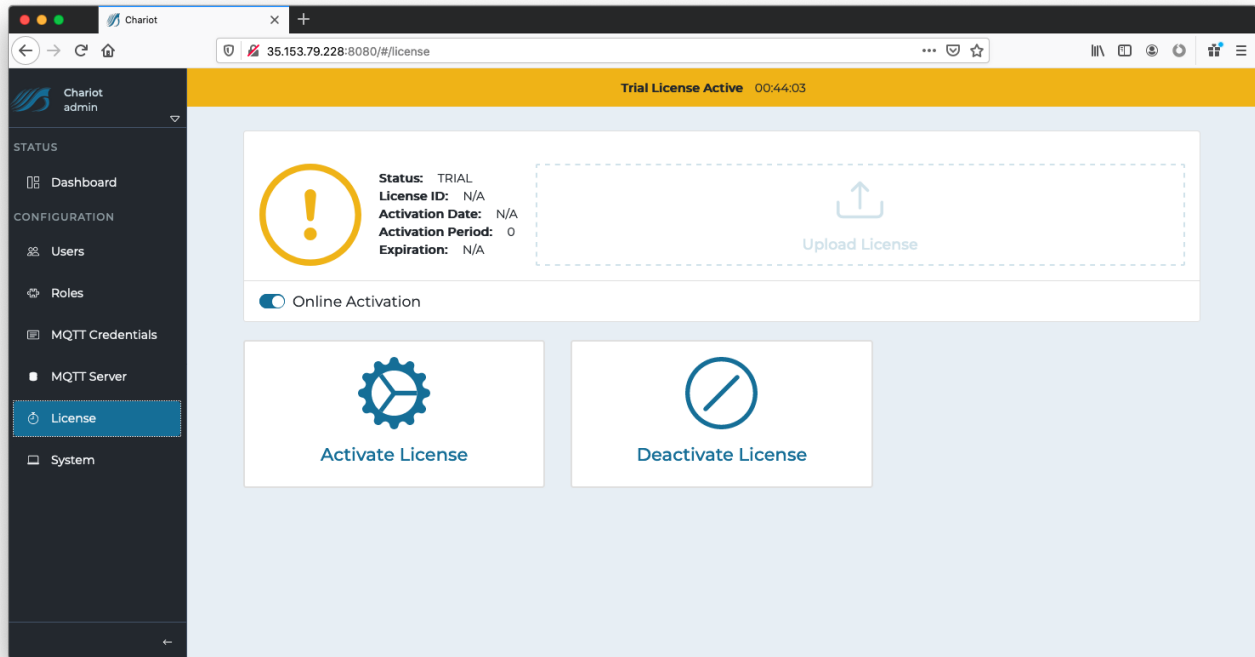 Chariot
35.153.79.228:8080/#/license
Chariot
admin
Trial License Active 00:44:03
STATUS
Dashboard
CONFIGURATION
Users
Roles
MQTT Credentials
MQTT Server
License
System
Status: TRIAL
License ID: N/A
Activation Date: N/A
Activation Period: 0
Expiration: N/A
Upload License
Online Activation
Activate License
Deactivate License